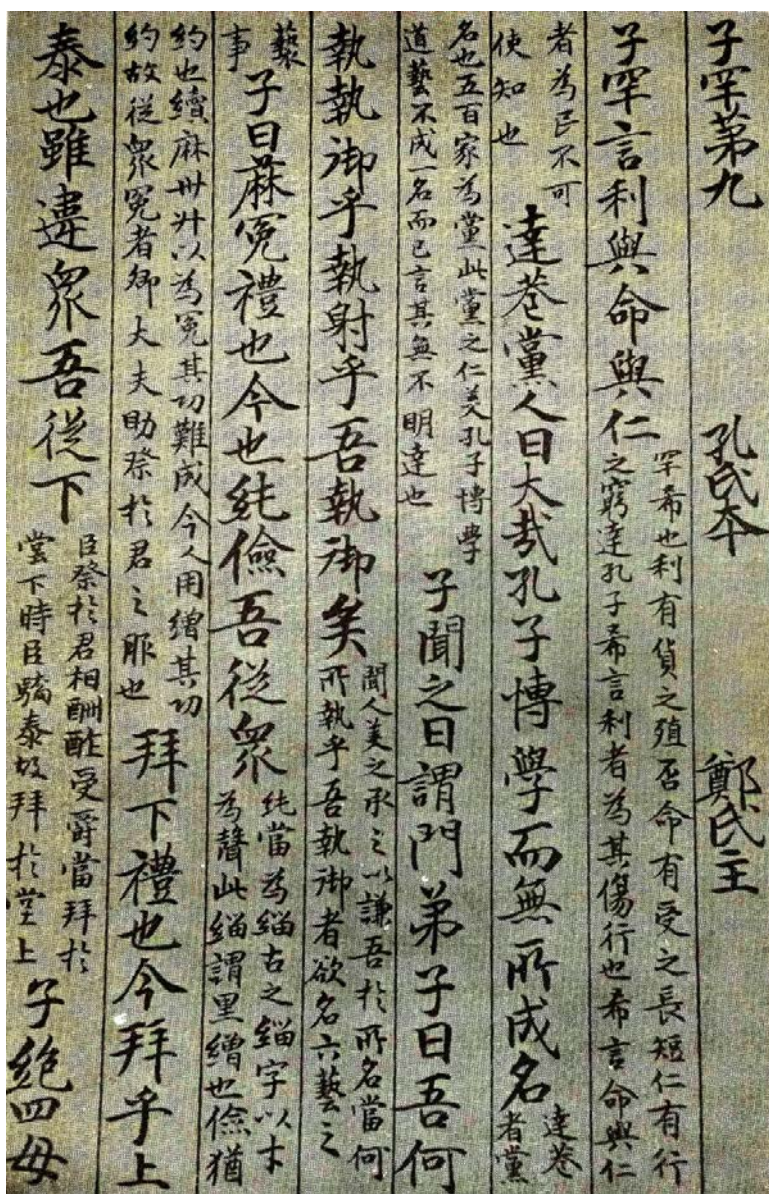 子罕第九 孔氏本 鄭氏主
子罕言利與命與仁 罕希也利有貨之殖否命有受之長短仁有行
之窮達孔子希言利者為其傷行也希言命與仁
者為民不可
使知也
達巷黨人曰大哉孔子博學而無所成名 達巷
者黨
名也五百家為黨此黨之仁美孔子博學
道藝不成一名而已言其無不明達也
子聞之曰謂門弟子曰吾何
執執御乎執射乎吾執御矣 聞人美之承之以謙吾於所名當何
所執乎吾執御者欲名六藝之
藝
事
子曰麻冕禮也今也純儉吾從眾 純當為緇古之緇字以才
為聲此緇謂黑繒也儉猶
約也績麻卅升以為冕其功難成今人用繒其功
約故從眾冕者卿大夫助祭於君之服也
拜下禮也今拜乎上
泰也雖違眾吾從下 臣祭於君相酬酢受爵當拜於
堂下時臣驕泰故拜於堂上
子絕四毋